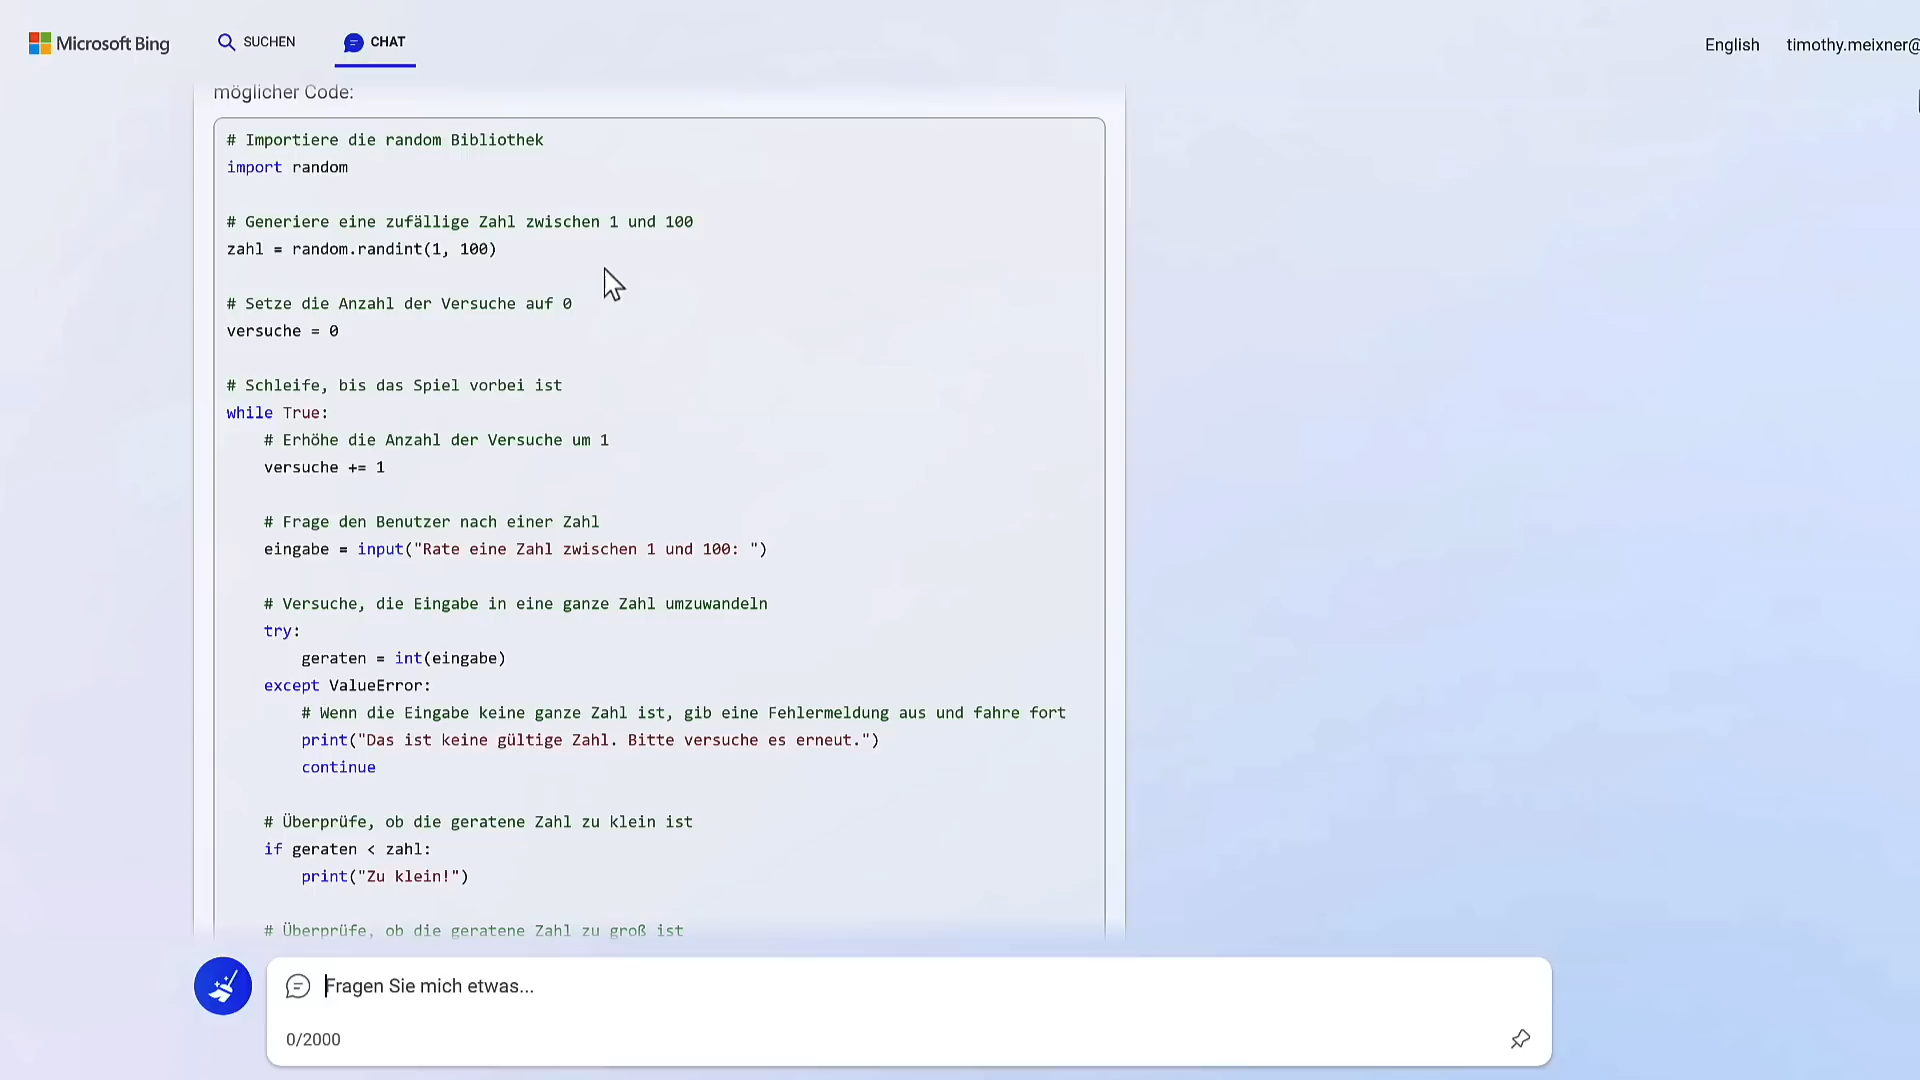 Microsoft Bing
SUCHEN
CHAT
English
timothy.meixner@
möglicher Code:
# Importiere die random Bibliothek
import random
# Generiere eine zufällige Zahl zwischen 1 und 100
zahl = random.randint(1, 100)
# Setze die Anzahl der Versuche auf 0
versuche = 0
# Schleife, bis das Spiel vorbei ist
while True:
    # Erhöhe die Anzahl der Versuche um 1
    versuche += 1
    # Frage den Benutzer nach einer Zahl
    eingabe = input("Rate eine Zahl zwischen 1 und 100: ")
    # Versuche, die Eingabe in eine ganze Zahl umzuwandeln
    try:
        geraten = int(eingabe)
    except ValueError:
        # Wenn die Eingabe keine ganze Zahl ist, gib eine Fehlermeldung aus und fahre fort
        print("Das ist keine gültige Zahl. Bitte versuche es erneut.")
        continue
    # Überprüfe, ob die geratene Zahl zu klein ist
    if geraten < zahl:
        print("Zu klein!")
    # Überprüfe, ob die geratene Zahl zu groß ist
Fragen Sie mich etwas...
0/2000